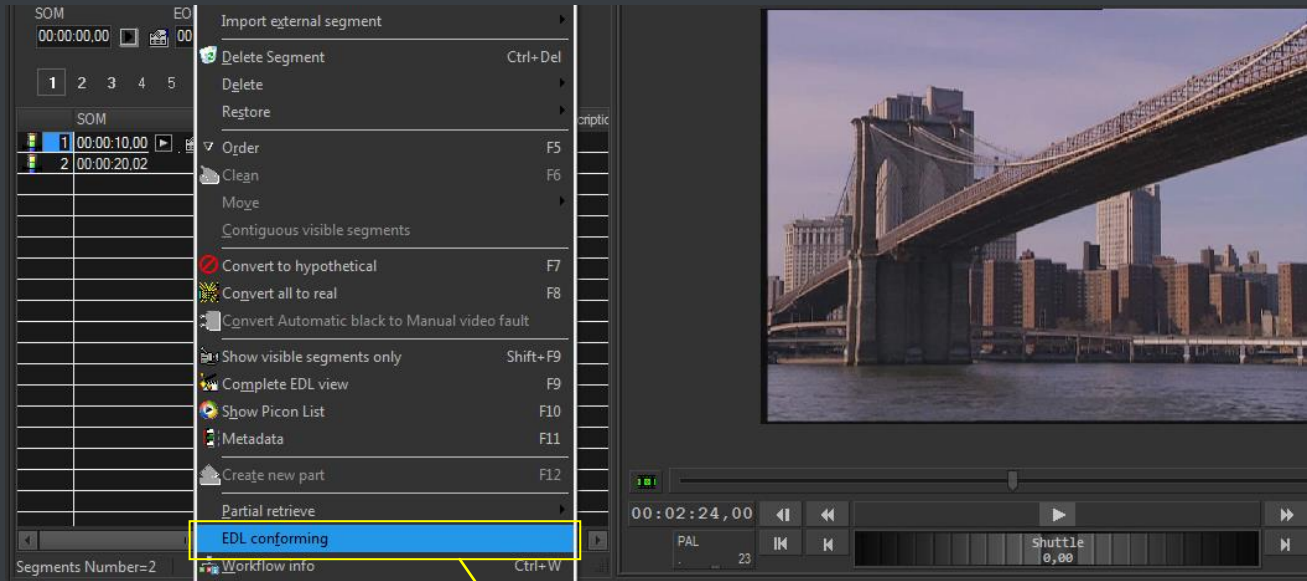 SOM EO
00:00:00,00 00
1 2 3 4 5
SOM criptic
1 00:00:10,00
2 00:00:20,02
Segments Number=2
Import external segment
Delete Segment Ctrl+Del
Delete
Restore
Order F5
Clean F6
Move
Contiguous visible segments
Convert to hypothetical F7
Convert all to real F8
Convert Automatic black to Manual video fault
Show visible segments only Shift+F9
Complete EDL view F9
Show Picon List F10
Metadata F11
Create new part F12
Partial retrieve
EDL conforming
Workflow info Ctrl+W
00:02:24,00
PAL
23
Shuttle
0,00